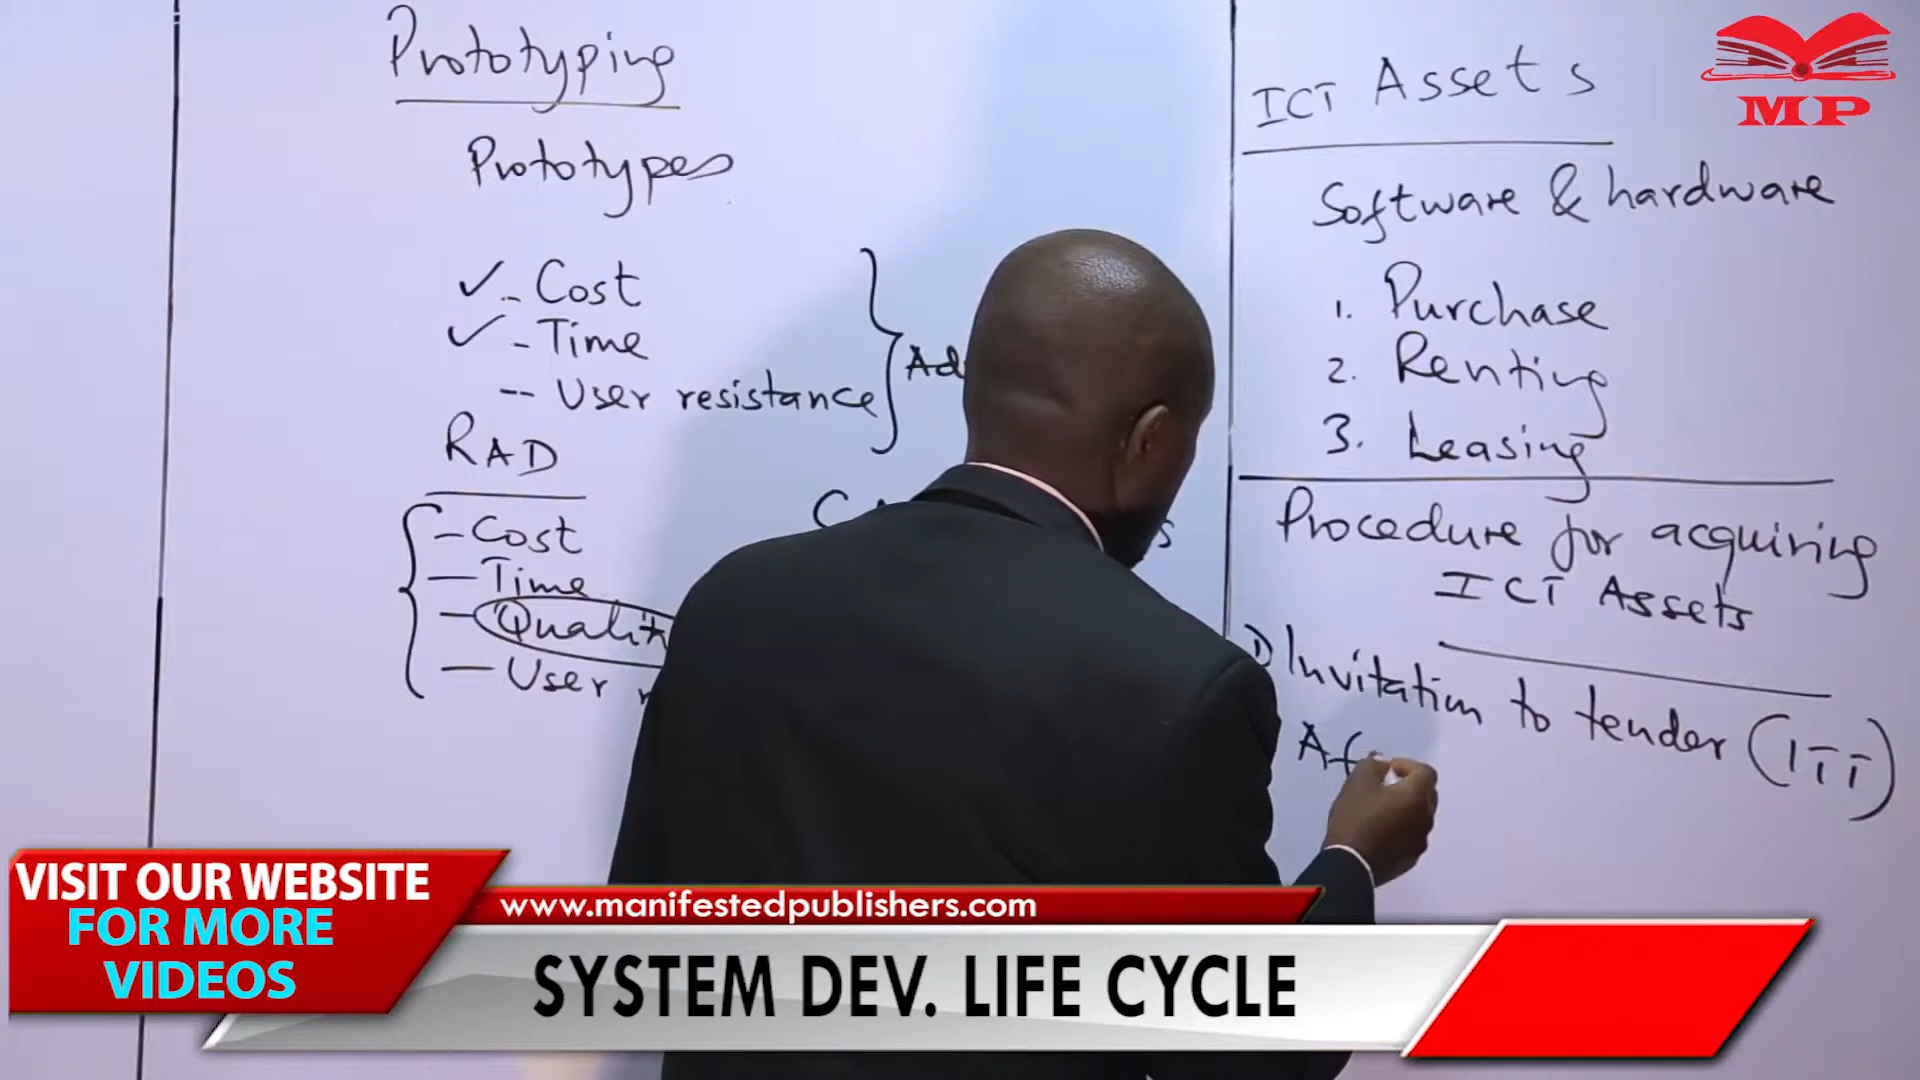 Prototyping
Prototypes
✓ - Cost
✓ - Time
-- User resistance
RAD
- Cost
- Time
- Quality
- User
ICT Assets
Software & hardware
1. Purchase
2. Renting
3. Leasing
Procedure for acquiring
ICT Assets
1) Invitation to tender (ITT)
MP
VISIT OUR WEBSITE
FOR MORE
VIDEOS
www.manifestedpublishers.com
SYSTEM DEV. LIFE CYCLE